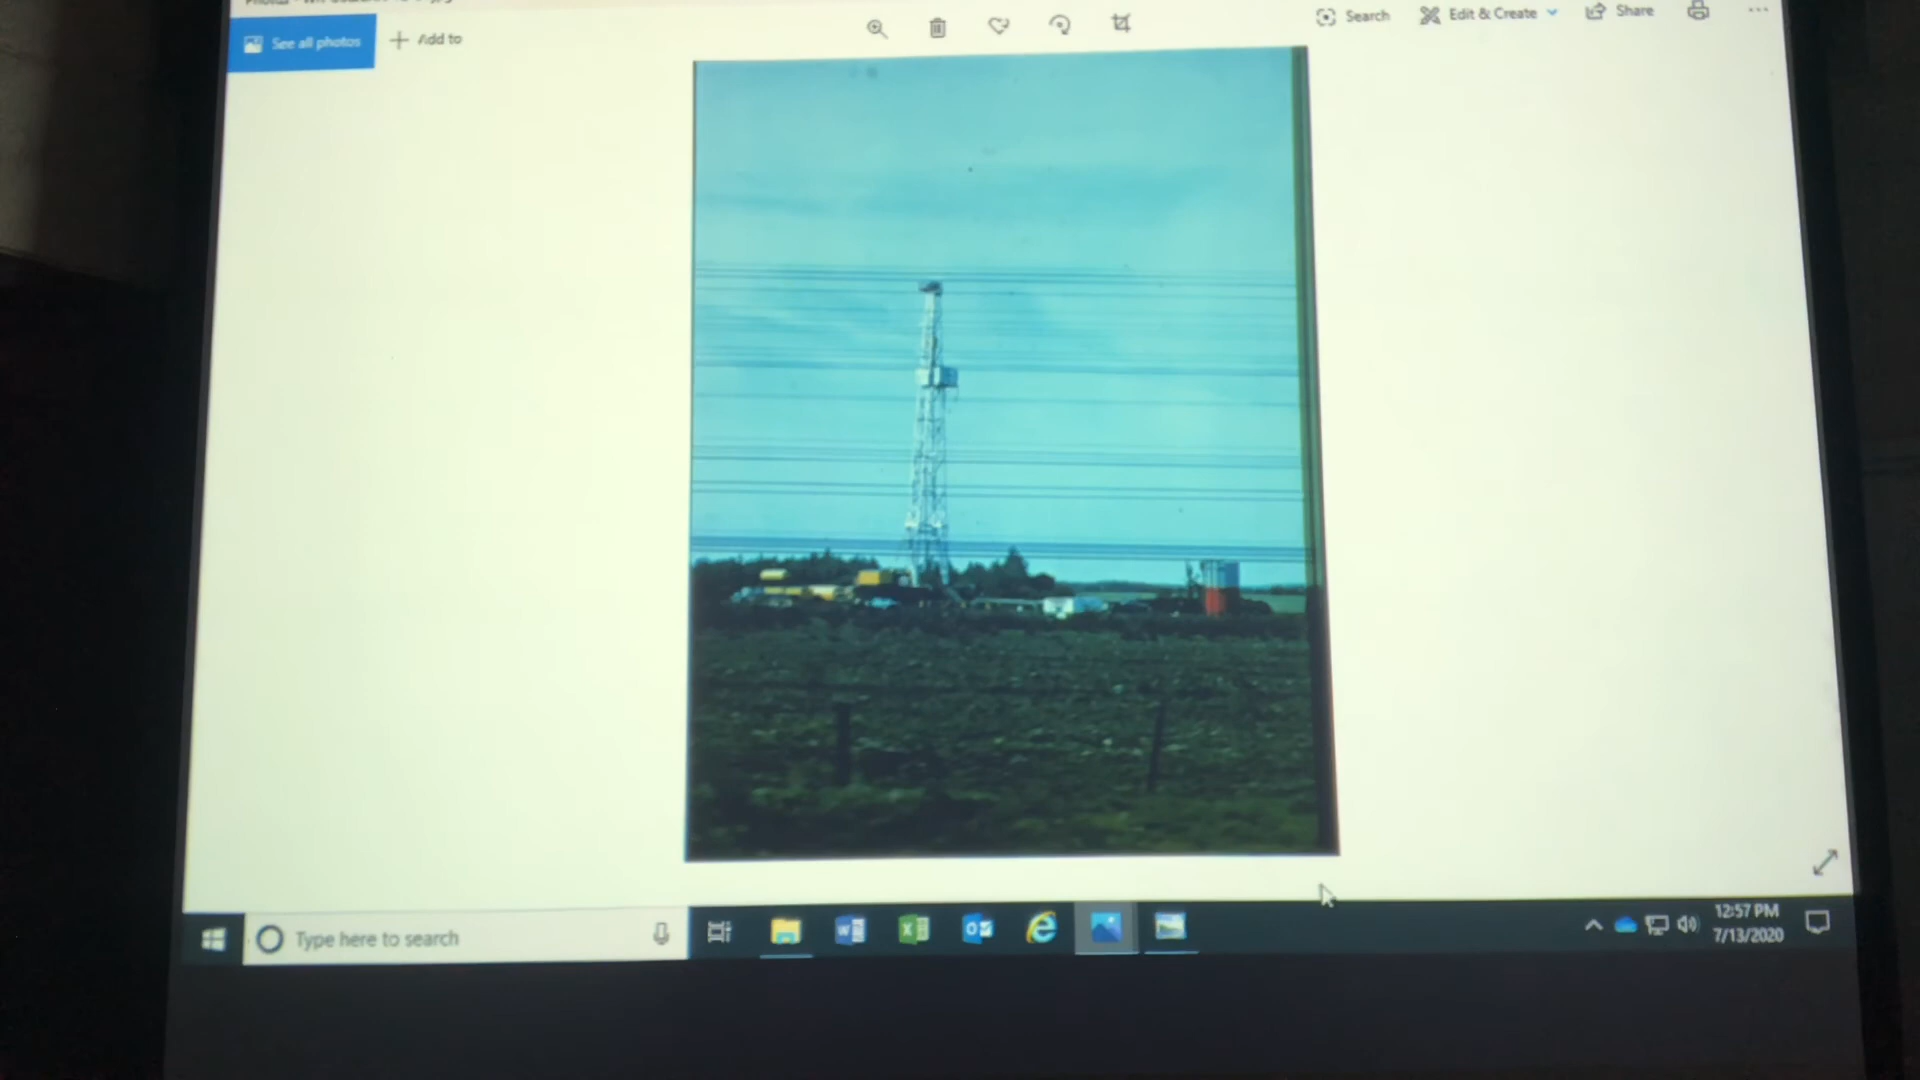 See all photos
Add to
Search
Edit & Create
Share
Type here to search
12:57 PM
7/13/2020